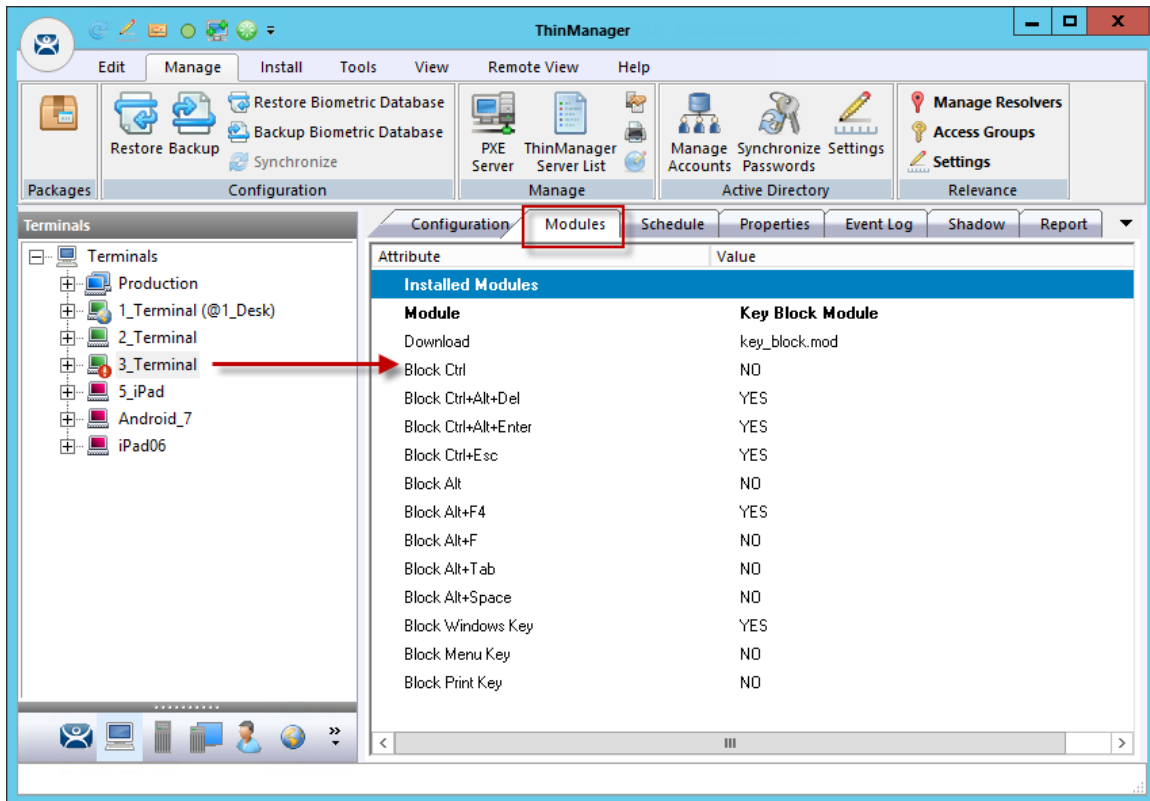 ThinManager
Edit Manage Install Tools View Remote View Help
Restore Backup
Restore Biometric Database
Backup Biometric Database
Synchronize
PXE Server
ThinManager Server List
Manage Accounts
Synchronize Passwords
Settings
Manage Resolvers
Access Groups
Settings
Packages Configuration Manage Active Directory Relevance
Terminals
Terminals
Production
1_Terminal (@1_Desk)
2_Terminal
3_Terminal
5_iPad
Android_7
iPad06
Configuration Modules Schedule Properties Event Log Shadow Report
Attribute Value
Installed Modules
Module Key Block Module
Download key_block.mod
Block Ctrl NO
Block Ctrl+Alt+Del YES
Block Ctrl+Alt+Enter YES
Block Ctrl+Esc YES
Block Alt NO
Block Alt+F4 YES
Block Alt+F NO
Block Alt+Tab NO
Block Alt+Space NO
Block Windows Key YES
Block Menu Key NO
Block Print Key NO